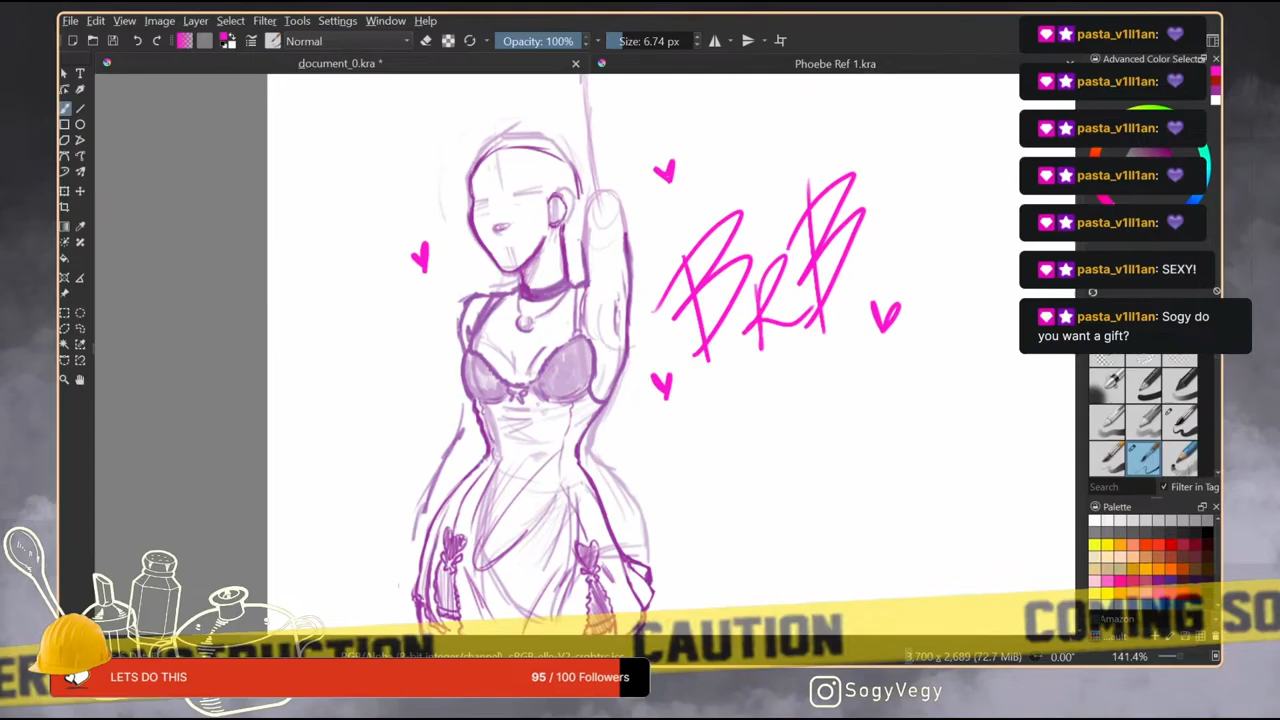 File Edit View Image Layer Select Filter Tools Settings Window Help
Normal
Opacity: 100%
Size: 6.74 px
document_0.kra *
Phoebe Ref 1.kra
Advanced Color Selector
pasta_v1ll1an: 💜
pasta_v1ll1an: 💜
pasta_v1ll1an: 💜
pasta_v1ll1an: 💜
pasta_v1ll1an: 💜
pasta_v1ll1an: SEXY!
pasta_v1ll1an: Sogy do
you want a gift?
BRB
Search
Filter in Tag
Palette
CAUTION
COMING SO
3,700 x 2,689 (72.7 MiB)
0.00°
141.4%
LETS DO THIS
95 / 100 Followers
SogyVegy